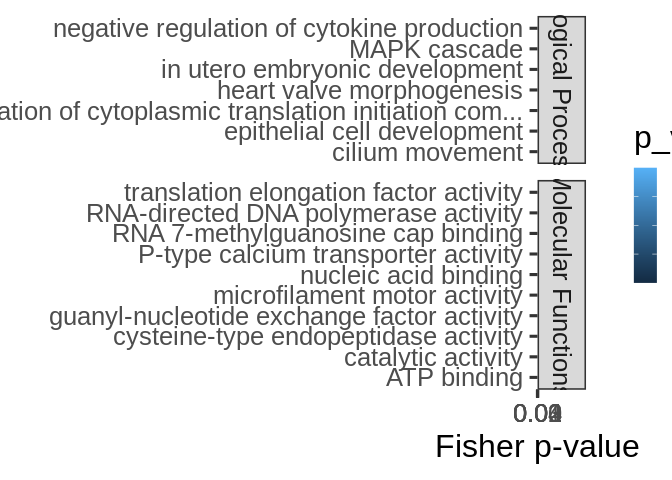 negative regulation of cytokine production
MAPK cascade
in utero embryonic development
heart valve morphogenesis
ation of cytoplasmic translation initiation com...
epithelial cell development
cilium movement
ogical Proces
translation elongation factor activity
RNA-directed DNA polymerase activity
RNA 7-methylguanosine cap binding
P-type calcium transporter activity
nucleic acid binding
microfilament motor activity
guanyl-nucleotide exchange factor activity
cysteine-type endopeptidase activity
catalytic activity
ATP binding
Molecular Functions
Fisher p-value
p_